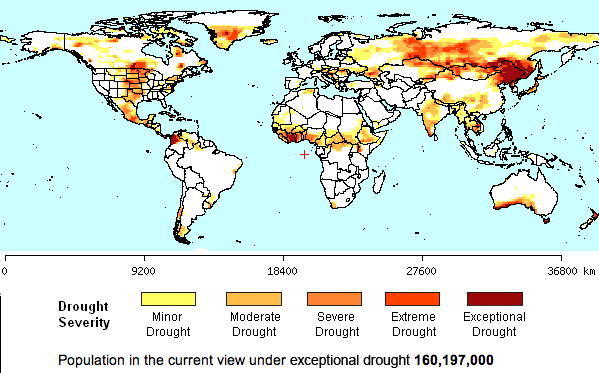 0 9200 18400 27600 36800 km
Drought Severity
Minor Drought
Moderate Drought
Severe Drought
Extreme Drought
Exceptional Drought
Population in the current view under exceptional drought 160,197,000